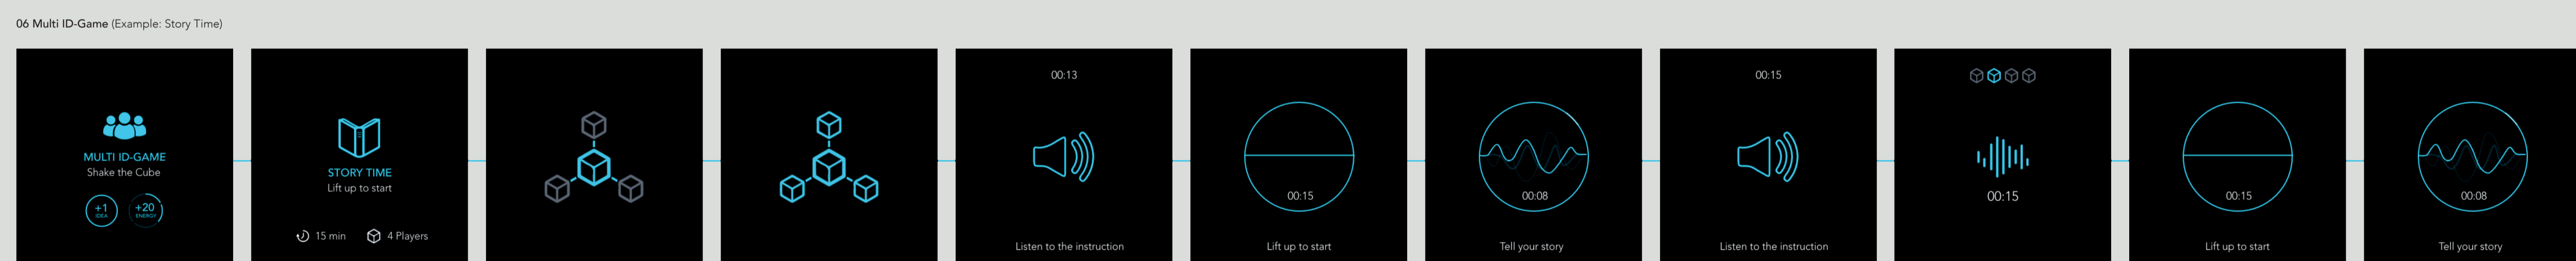 06 Multi ID-Game (Example: Story Time)
MULTI ID-GAME
Shake the Cube
+1
IDEA
+20
ENERGY
STORY TIME
Lift up to start
15 min
4 Players
00:13
Listen to the instruction
00:15
Lift up to start
00:08
Tell your story
00:15
Listen to the instruction
00:15
00:15
Lift up to start
00:08
Tell your story